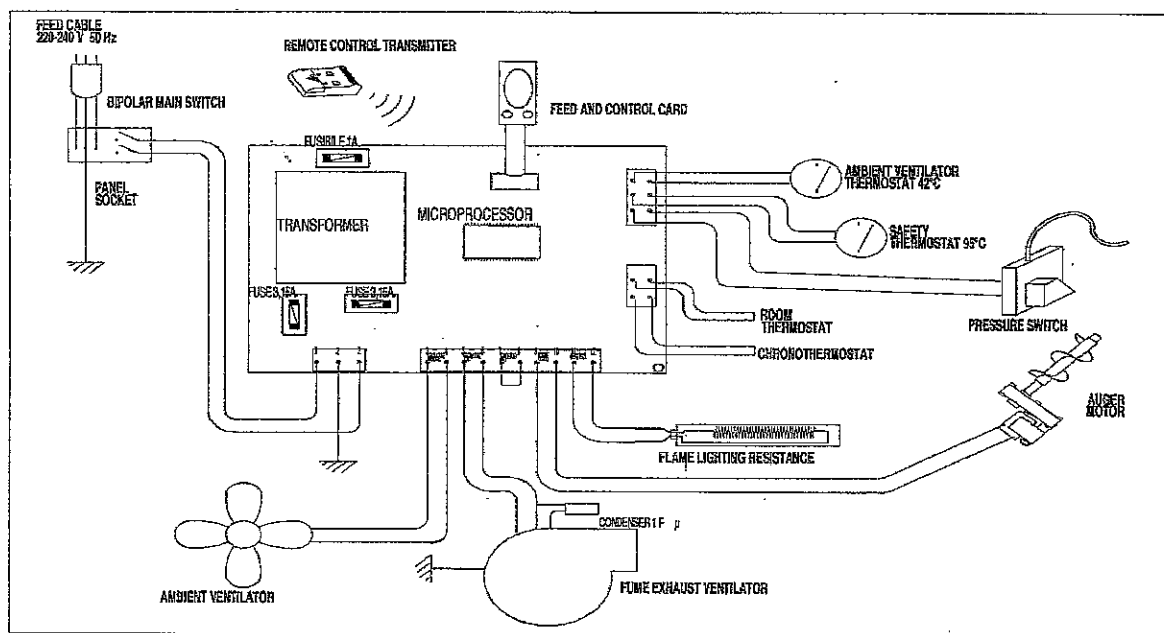 FEED CABLE
220-240 V 50 Hz
BIPOLAR MAIN SWITCH
PANEL
SOCKET
REMOTE CONTROL TRANSMITER
FEED AND CONTROL CARD
FUSIBILE 1A
TRANSFORMER
MICROPROCESSOR
FUSE 3,15A
FUSE 3,15A
AMBIENT VENTILATOR
THERMOSTAT 42°C
SAFETY
THERMOSTAT 95°C
ROOM
THERMOSTAT
CHRONOTHERMOSTAT
PRESSURE SWITCH
AUGER
MOTOR
FLAME LIGHTING RESISTANCE
CONDENSER 1 F µ
FUME EXHAUST VENTILATOR
AMBIENT VENTILATOR